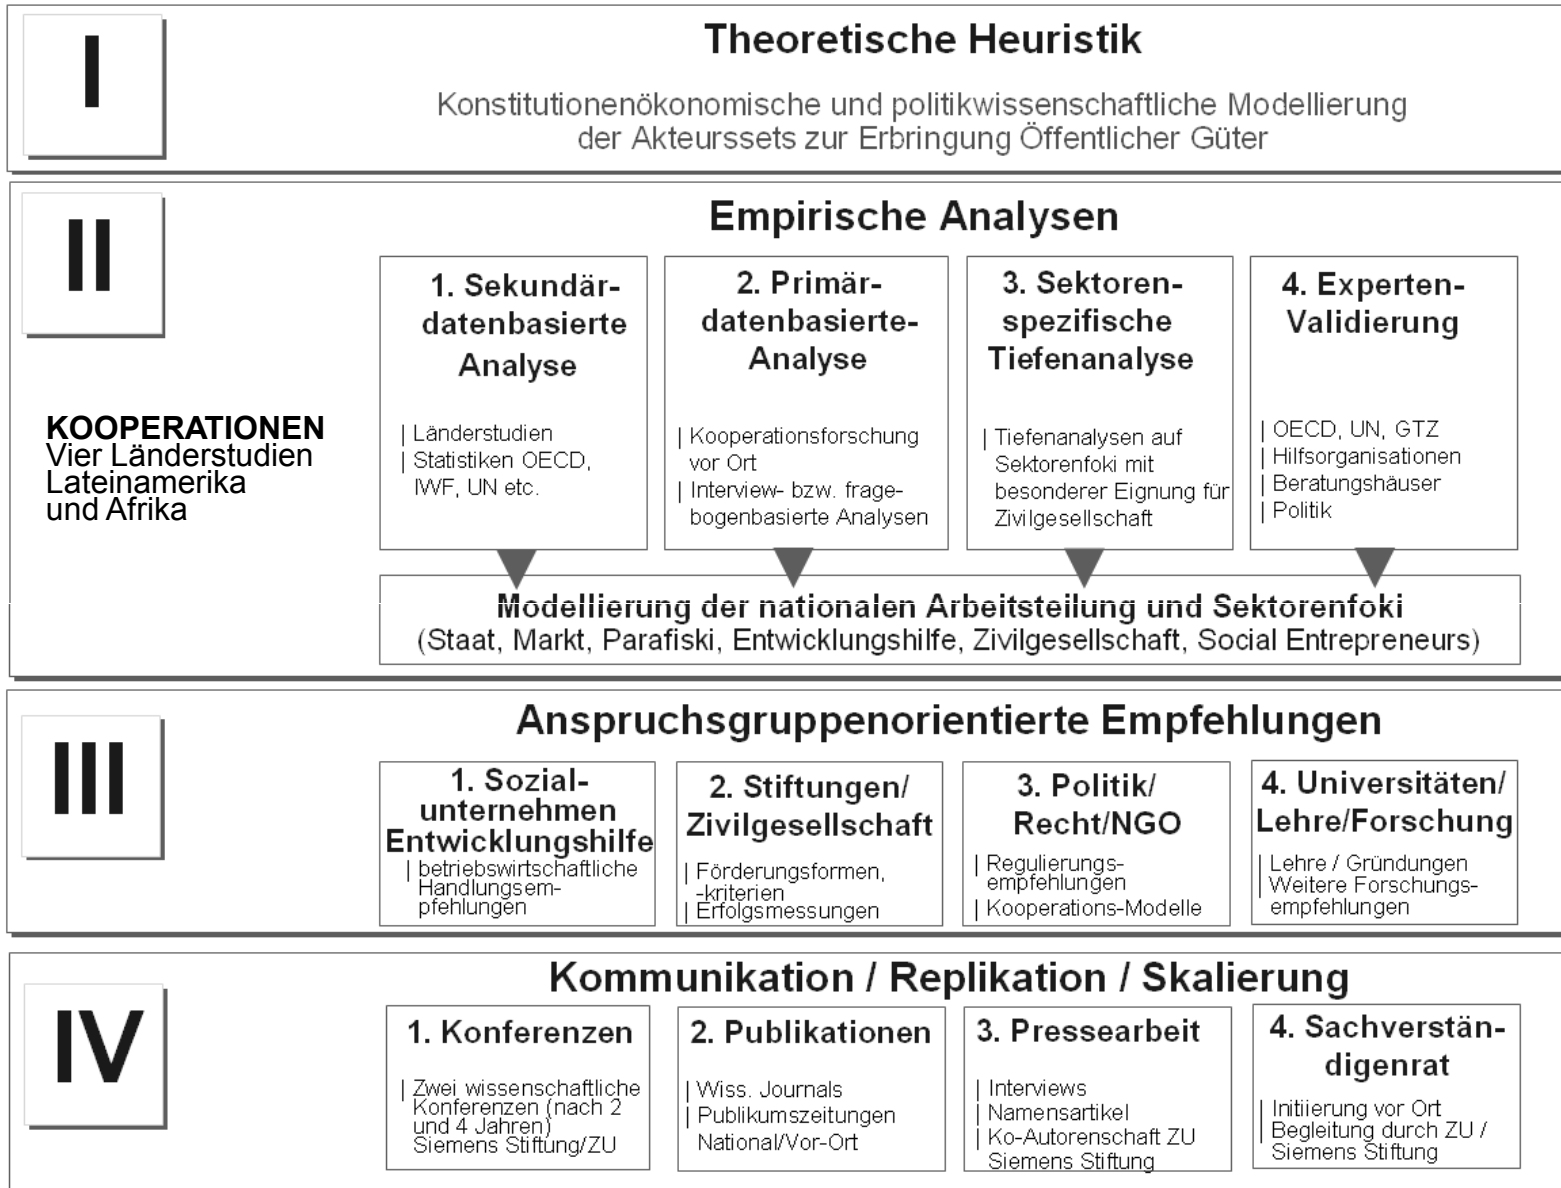 I
Theoretische Heuristik
Konstitutionenökonomische und politikwissenschaftliche Modellierung
der Akteurssets zur Erbringung Öffentlicher Güter
II
Empirische Analysen
KOOPERATIONEN
Vier Länderstudien
Lateinamerika
und Afrika
1. Sekundär-
datenbasierte
Analyse
| Länderstudien
| Statistiken OECD,
IWF, UN etc.
2. Primär-
datenbasierte-
Analyse
| Kooperationsforschung
vor Ort
| Interview- bzw. frage-
bogenbasierte Analysen
3. Sektoren-
spezifische
Tiefenanalyse
| Tiefenanalysen auf
Sektorenfoki mit
besonderer Eignung für
Zivilgesellschaft
4. Experten-
Validierung
| OECD, UN, GTZ
| Hilfsorganisationen
| Beratungshäuser
| Politik
Modellierung der nationalen Arbeitsteilung und Sektorenfoki
(Staat, Markt, Parafiski, Entwicklungshilfe, Zivilgesellschaft, Social Entrepreneurs)
III
Anspruchsgruppenorientierte Empfehlungen
1. Sozial-
unternehmen
Entwicklungshilfe
| betriebswirtschaftliche
Handlungsem-
pfehlungen
2. Stiftungen/
Zivilgesellschaft
| Förderungsformen,
-kriterien
| Erfolgsmessungen
3. Politik/
Recht/NGO
| Regulierungs-
empfehlungen
| Kooperations-Modelle
4. Universitäten/
Lehre/Forschung
| Lehre / Gründungen
| Weitere Forschungs-
empfehlungen
IV
Kommunikation / Replikation / Skalierung
1. Konferenzen
| Zwei wissenschaftliche
Konferenzen (nach 2
und 4 Jahren)
Siemens Stiftung/ZU
2. Publikationen
| Wiss. Journals
| Publikumszeitungen
National/Vor-Ort
3. Pressearbeit
| Interviews
| Namensartikel
| Ko-Autorenschaft ZU
Siemens Stiftung
4. Sachverstän-
digenrat
| Initiierung vor Ort
| Begleitung durch ZU /
Siemens Stiftung